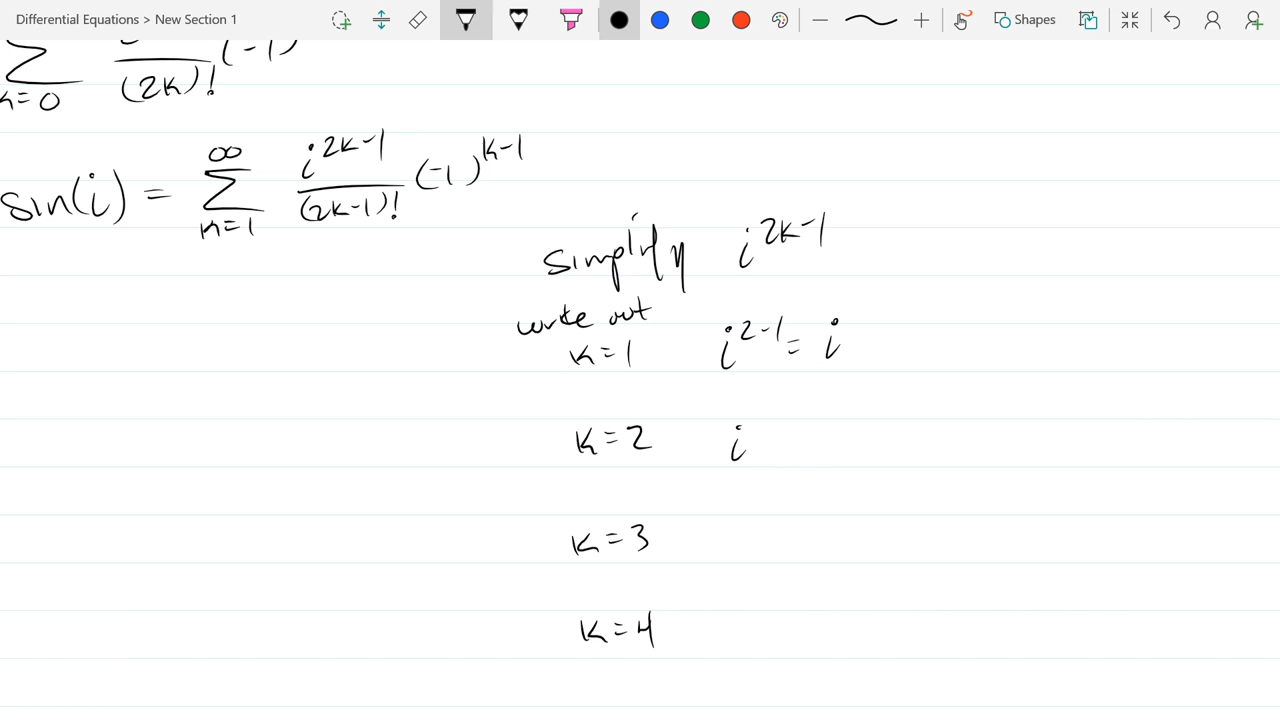 Differential Equations > New Section 1
Shapes
∑ k=0 (2k)! (-1)
sin(i) = ∑_{k=1}^{∞} i^{2k-1}/(2k-1)! (-1)^{k-1}
simplify i^{2k-1}
write out
k=1 i^{2-1} = i
k=2 i
k=3
k=4